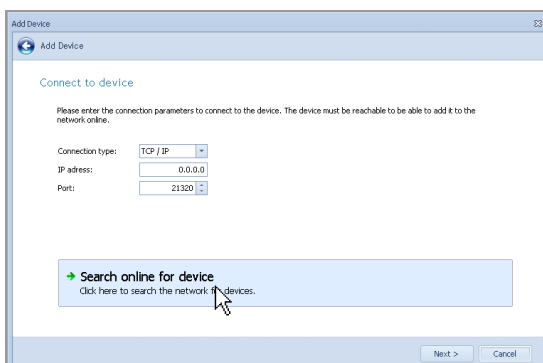 Add Device
Add Device
Connect to device
Please enter the connection parameters to connect to the device. The device must be reachable to be able to add it to the
network online.
Connection type: TCP / IP
IP adress: 0.0.0.0
Port: 21320
Search online for device
Click here to search the network for devices.
Next > Cancel